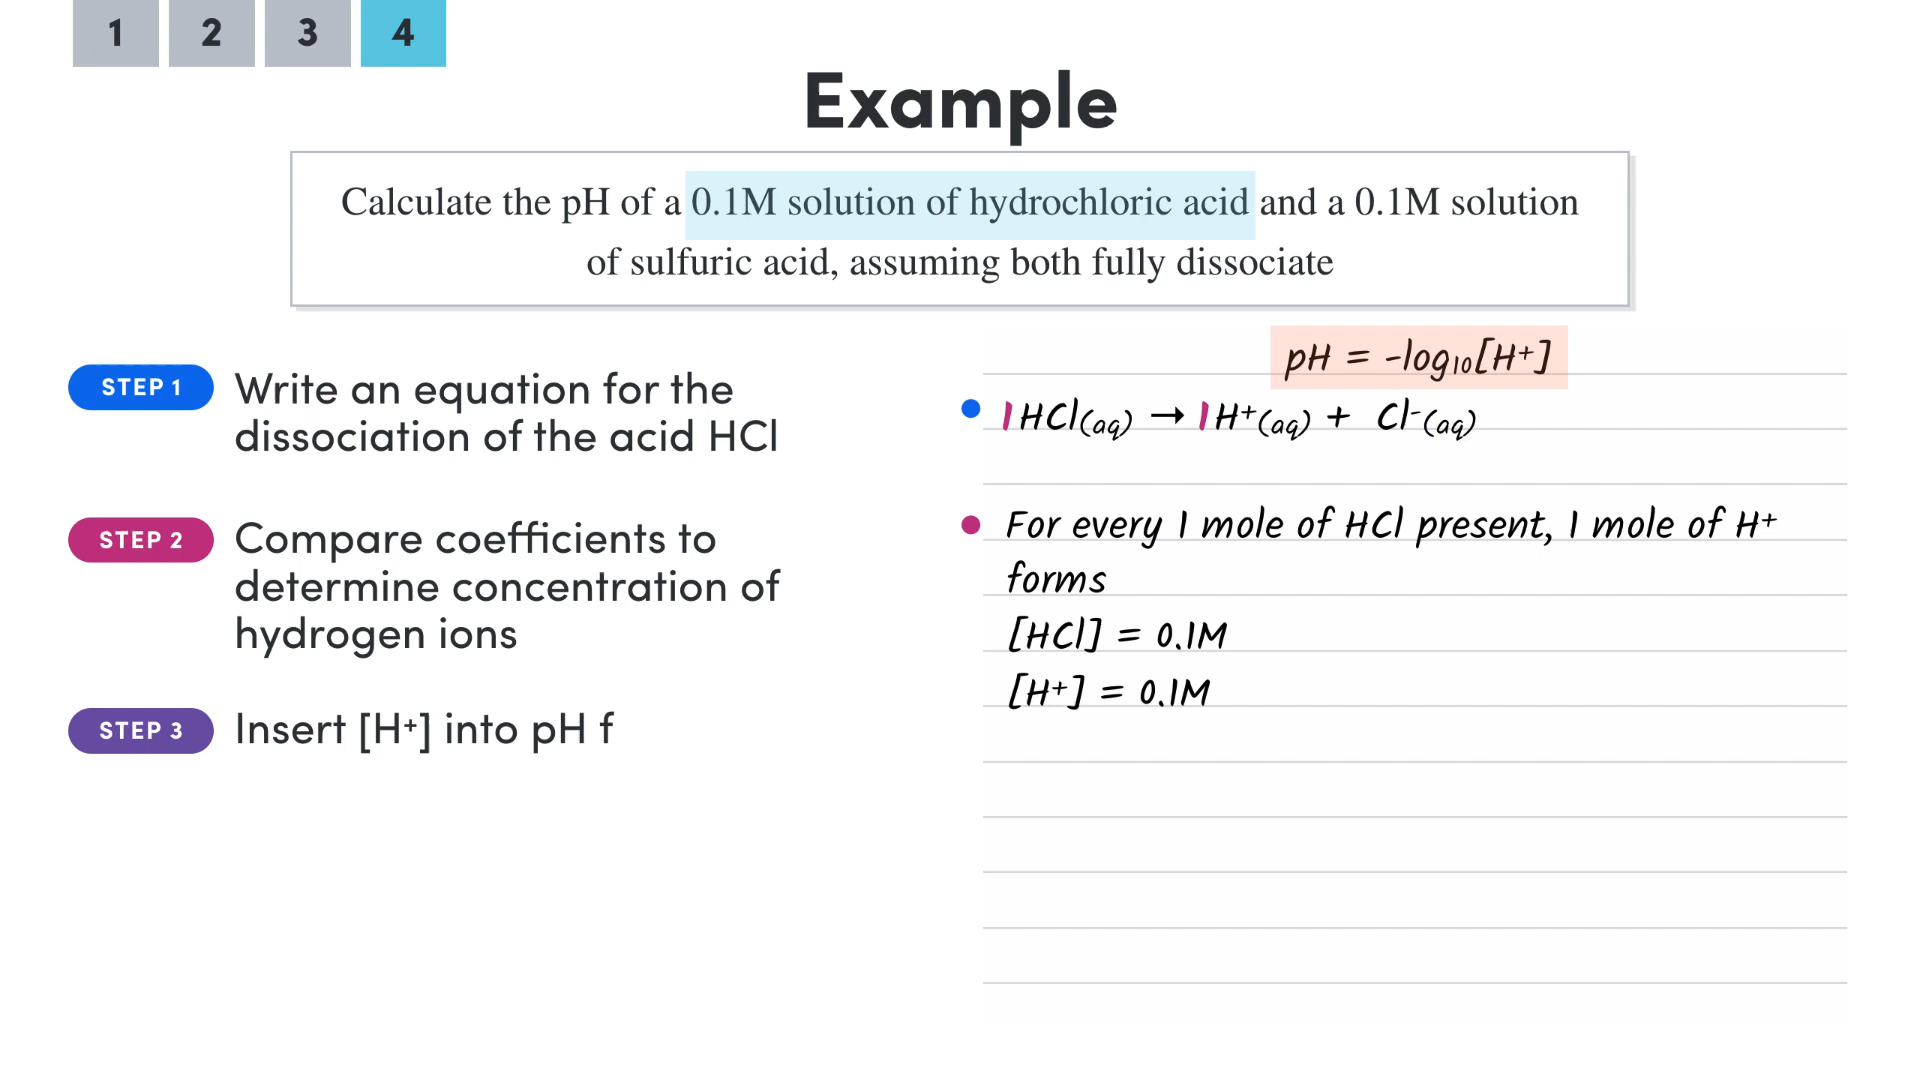 1 2 3 4
Example
Calculate the pH of a 0.1M solution of hydrochloric acid and a 0.1M solution
of sulfuric acid, assuming both fully dissociate
STEP 1
Write an equation for the
dissociation of the acid HCl
STEP 2
Compare coefficients to
determine concentration of
hydrogen ions
STEP 3
Insert [H⁺] into pH f
pH = -log₁₀[H⁺]
1HCl(aq) → 1H⁺(aq) + Cl⁻(aq)
For every 1 mole of HCl present, 1 mole of H⁺
forms
[HCl] = 0.1M
[H⁺] = 0.1M